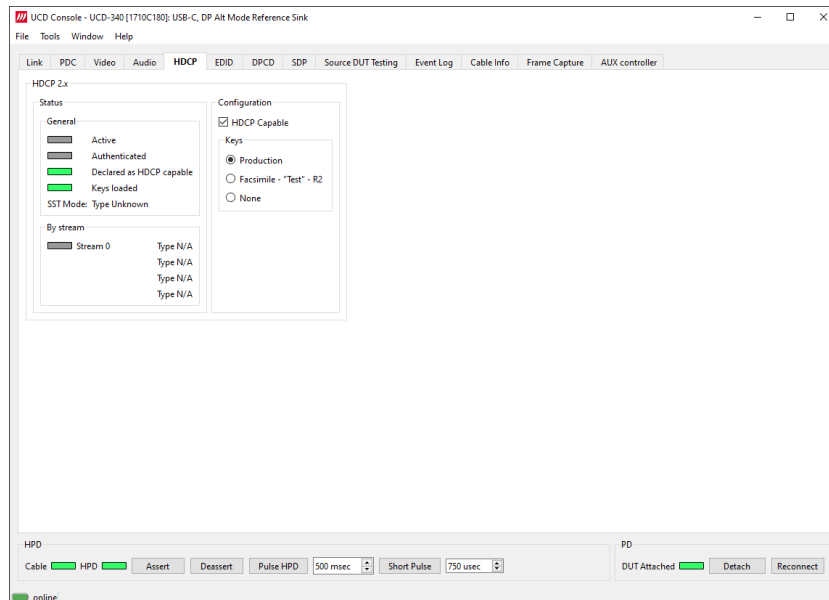 UCD Console - UCD-340 [1710C180]: USB-C, DP Alt Mode Reference Sink
File Tools Window Help
Link PDC Video Audio HDCP EDID DPCD SDP Source DUT Testing Event Log Cable Info Frame Capture AUX controller
HDCP 2.x
Status
General
Active
Authenticated
Declared as HDCP capable
Keys loaded
SST Mode: Type Unknown
By stream
Stream 0 Type N/A
Type N/A
Type N/A
Type N/A
Configuration
HDCP Capable
Keys
Production
Facsimile - "Test" - R2
None
HPD
Cable HPD Assert Deassert Pulse HPD 500 msec Short Pulse 750 usec
PD
DUT Attached Detach Reconnect
online